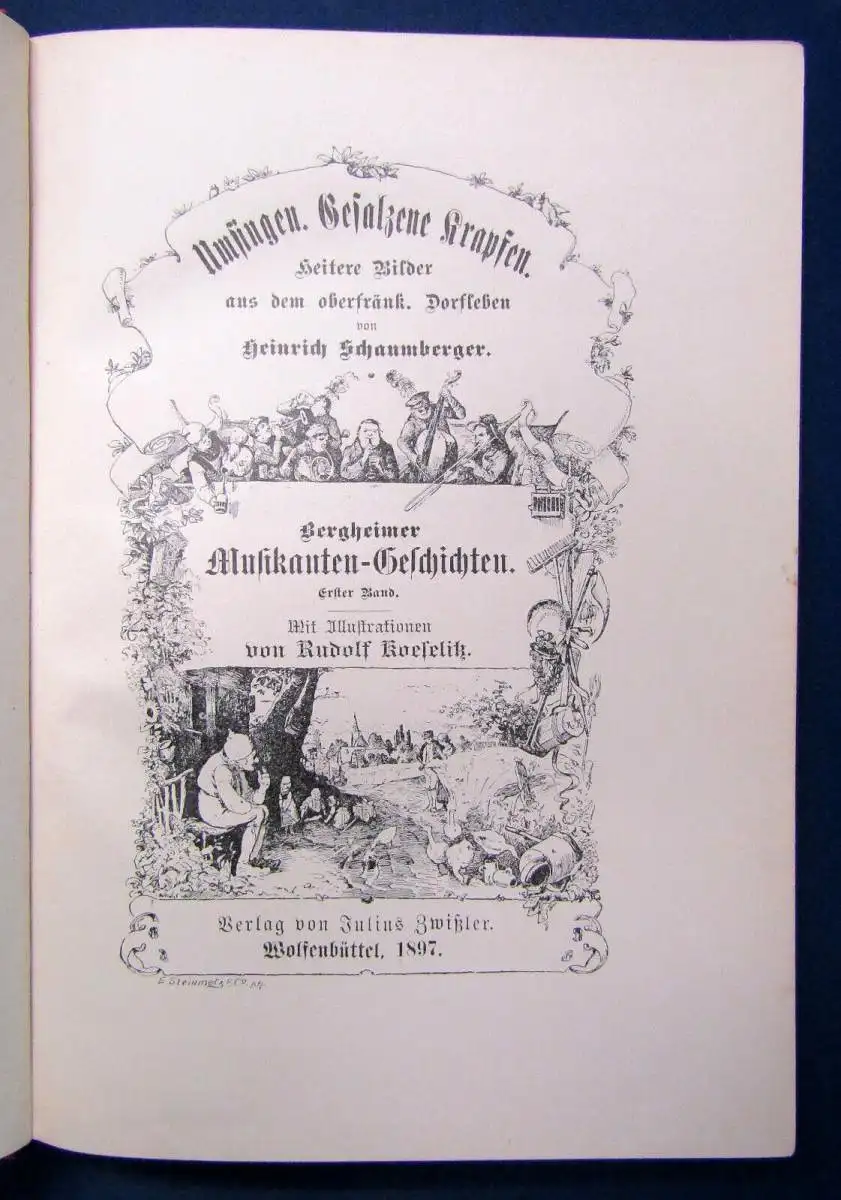 Umsingen. Gesalzene Krapfen.
Heitere Bilder
aus dem oberfränk. Dorfleben
von
Heinrich Schaumberger.
Bergheimer
Musikanten-Geschichten.
Erster Band.
Mit Illustrationen
von Rudolf Koeselitz.
Verlag von Julius Zwißler.
Wolfenbüttel, 1897.